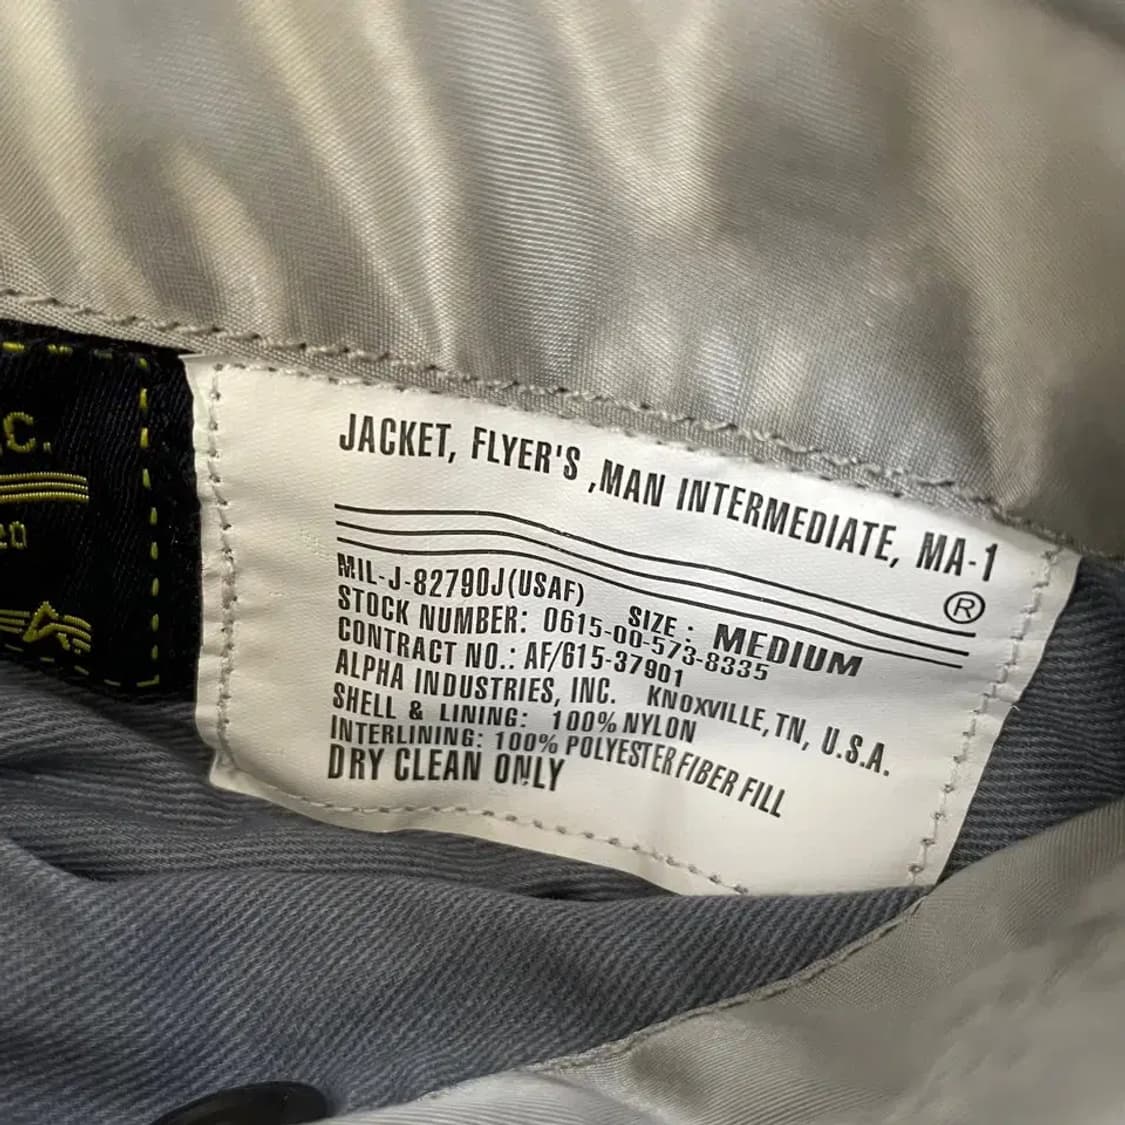 C.
20
JACKET, FLYER'S ,MAN INTERMEDIATE, MA-1
®
MIL-J-82790J(USAF) SIZE : MEDIUM
STOCK NUMBER: 0615-00-573-8335
CONTRACT NO.: AF/615-37901
ALPHA INDUSTRIES, INC. KNOXVILLE, TN, U.S.A.
SHELL & LINING: 100% NYLON
INTERLINING: 100% POLYESTER FIBER FILL
DRY CLEAN ONLY